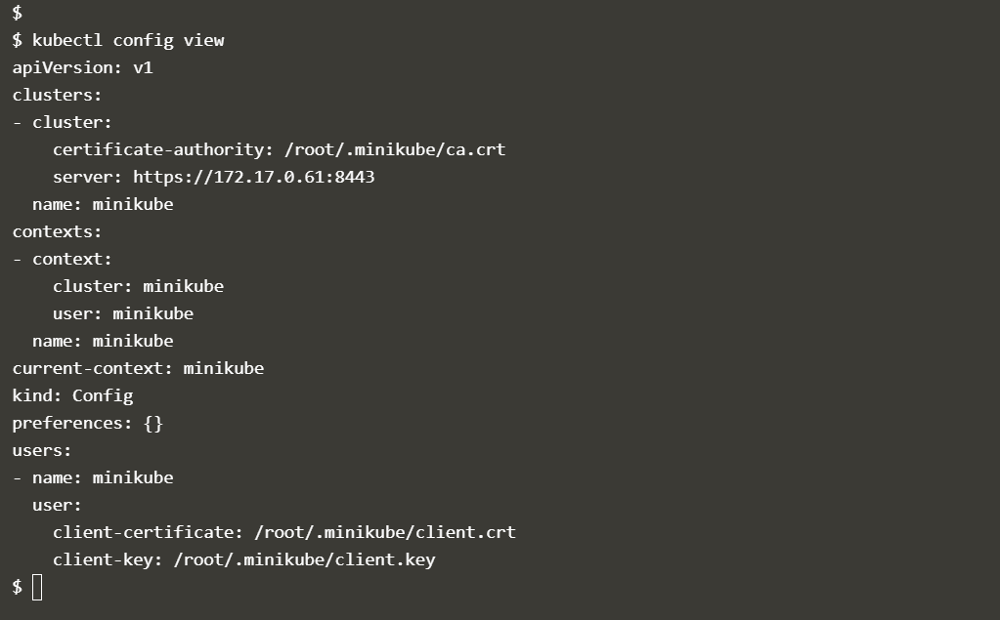 $
$ kubectl config view
apiVersion: v1
clusters:
- cluster:
    certificate-authority: /root/.minikube/ca.crt
    server: https://172.17.0.61:8443
  name: minikube
contexts:
- context:
    cluster: minikube
    user: minikube
  name: minikube
current-context: minikube
kind: Config
preferences: {}
users:
- name: minikube
  user:
    client-certificate: /root/.minikube/client.crt
    client-key: /root/.minikube/client.key
$